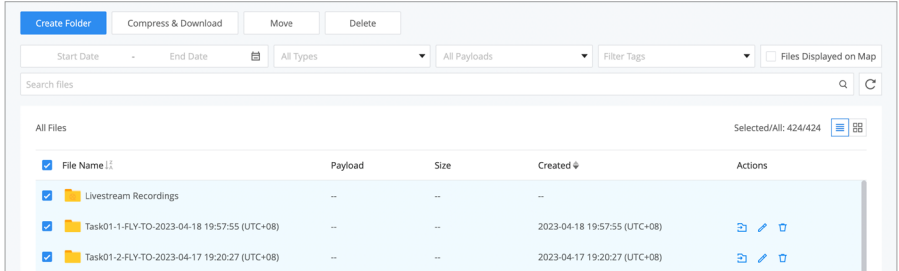 Create Folder Compress & Download Move Delete
Start Date - End Date All Types All Payloads Filter Tags Files Displayed on Map
Search files
All Files Selected/All: 424/424
File Name Payload Size Created Actions
Livestream Recordings -- -- --
Task01-1-FLY-TO-2023-04-18 19:57:55 (UTC+08) -- -- 2023-04-18 19:57:55 (UTC+08)
Task01-2-FLY-TO-2023-04-17 19:20:27 (UTC+08) -- -- 2023-04-17 19:20:27 (UTC+08)